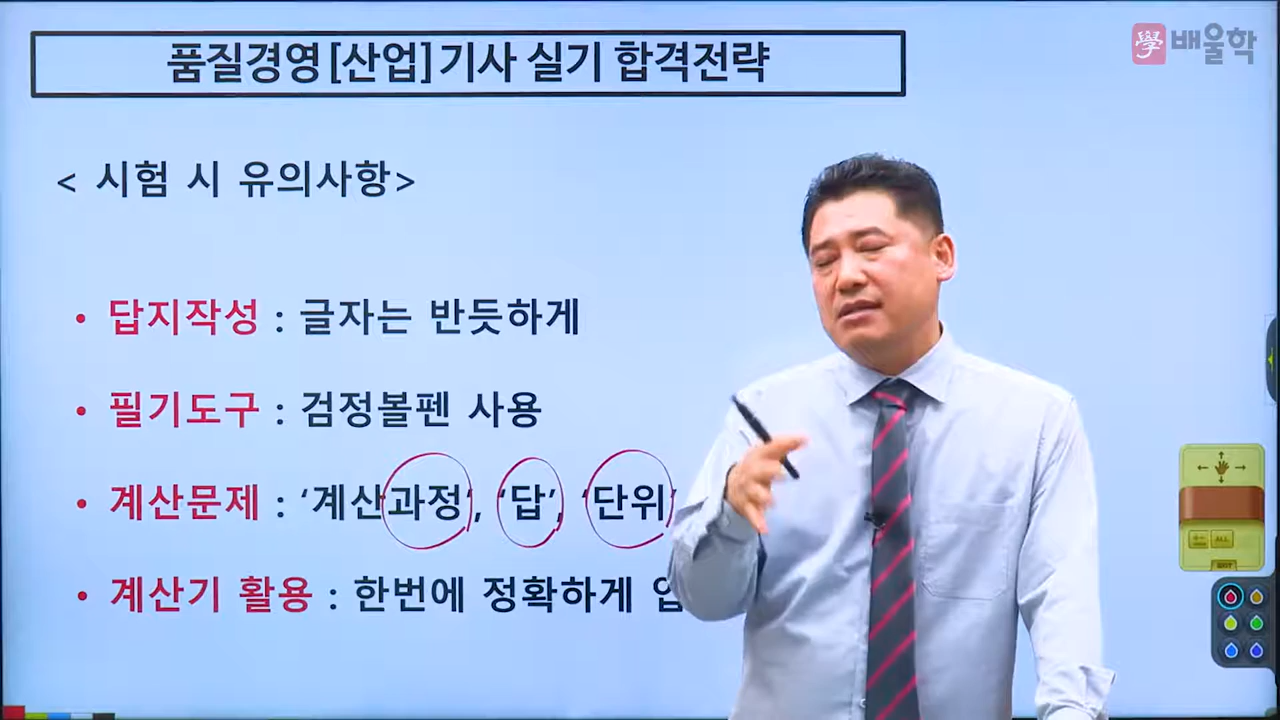 품질경영[산업]기사 실기 합격전략
學 배울학
< 시험 시 유의사항>
• 답지작성 : 글자는 반듯하게
• 필기도구 : 검정볼펜 사용
• 계산문제 : ‘계산과정’, ‘답’, ‘단위’
• 계산기 활용 : 한번에 정확하게
ALL